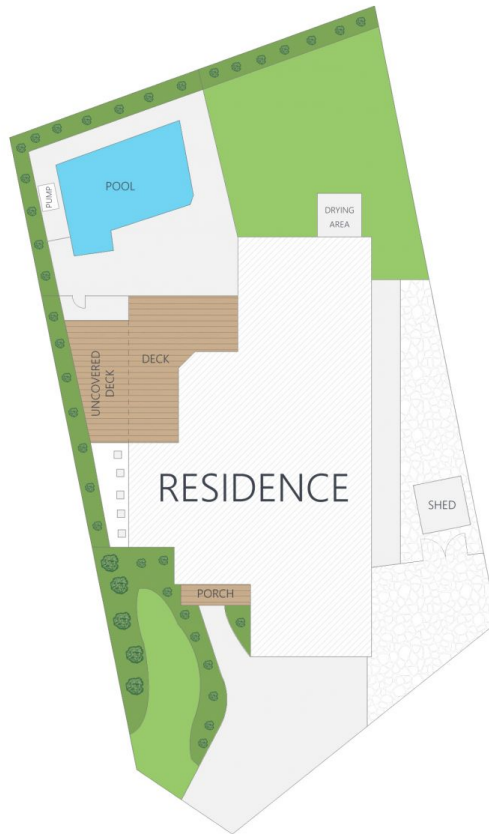 POOL
PUMP
DRYING
AREA
UNCOVERED
DECK
DECK
RESIDENCE
SHED
PORCH